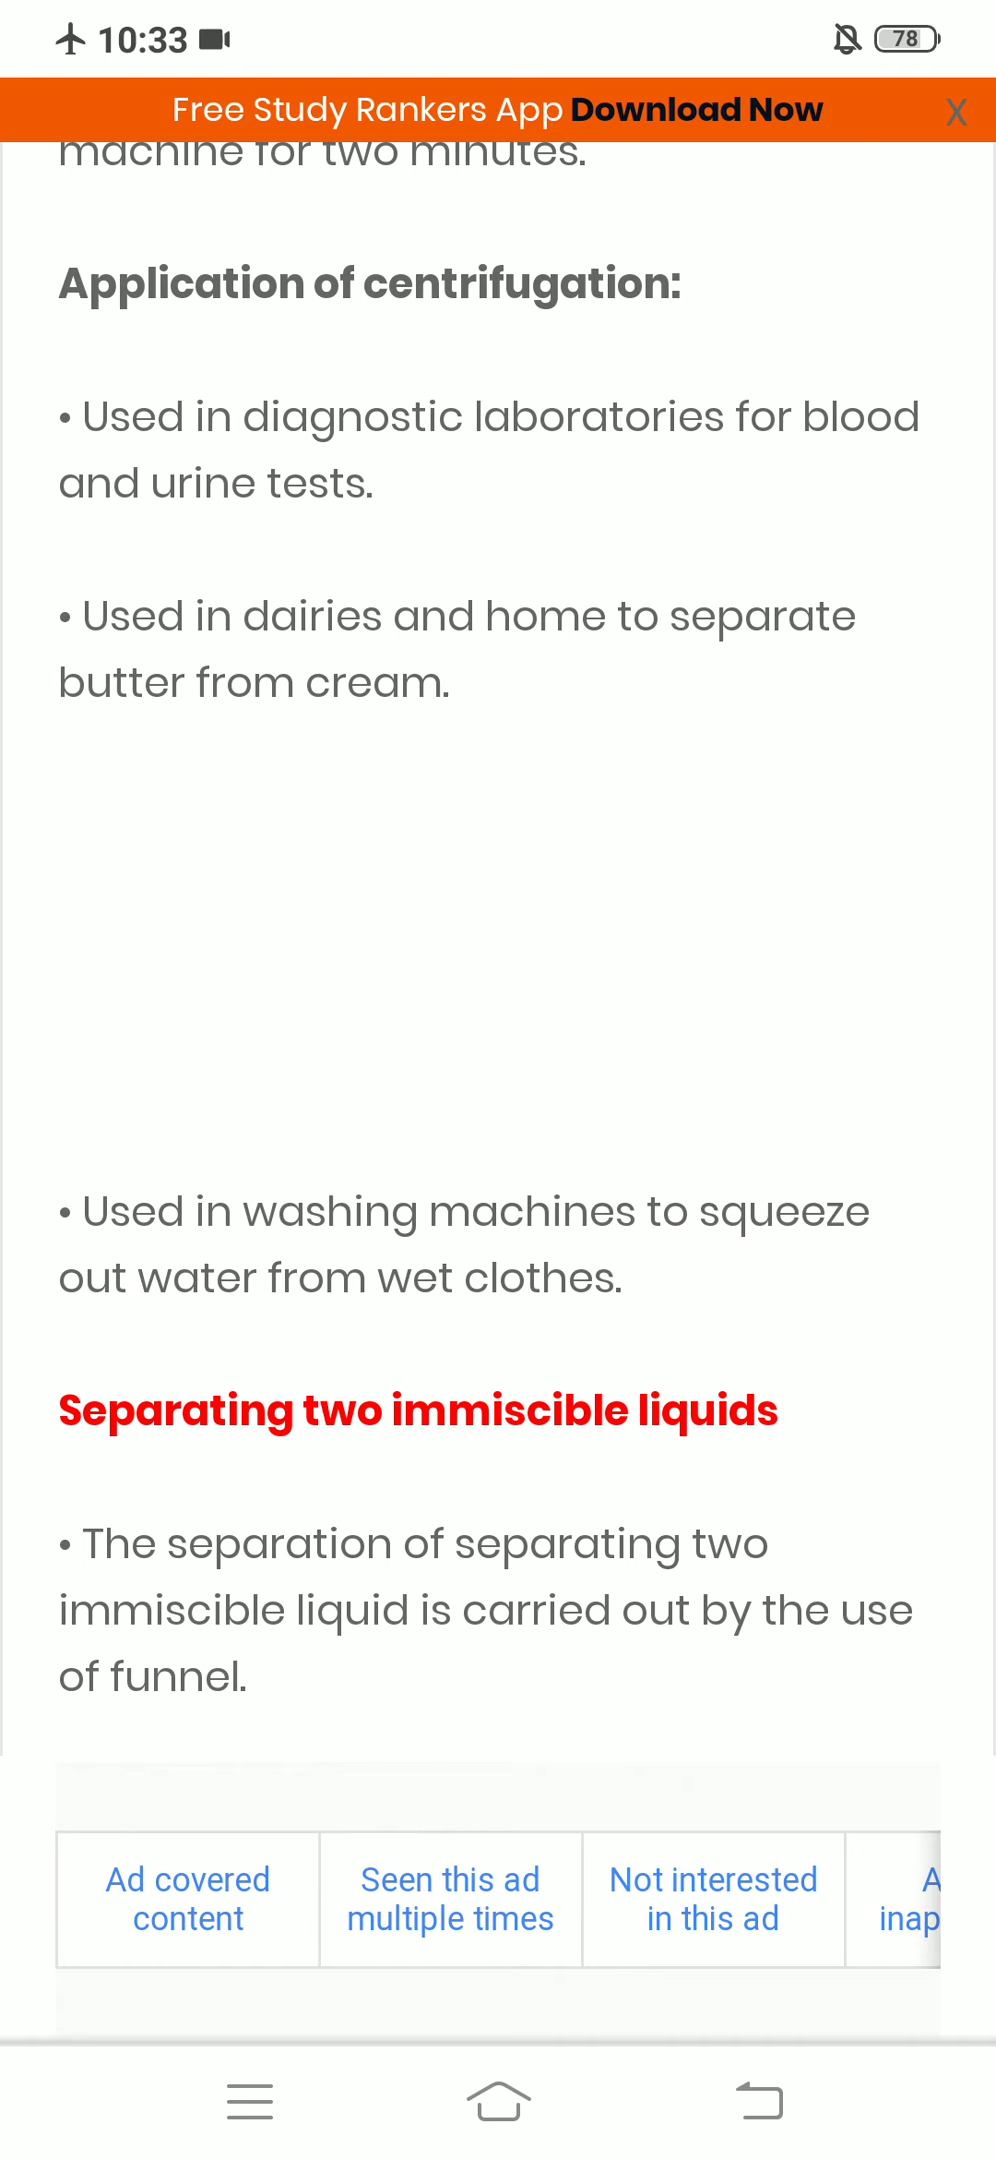 10:33
78
Free Study Rankers App Download Now X
machine for two minutes.
Application of centrifugation:
• Used in diagnostic laboratories for blood
and urine tests.
• Used in dairies and home to separate
butter from cream.
• Used in washing machines to squeeze
out water from wet clothes.
Separating two immiscible liquids
• The separation of separating two
immiscible liquid is carried out by the use
of funnel.
Ad covered
content
Seen this ad
multiple times
Not interested
in this ad
A
inap